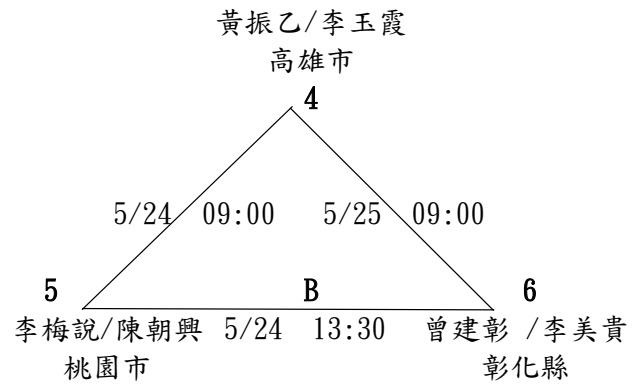 黃振乙/李玉霞
高雄市
4
5/24 09:00 5/25 09:00
5 B 6
李梅說/陳朝興 5/24 13:30 曾建彰 /李美貴
桃園市 彰化縣